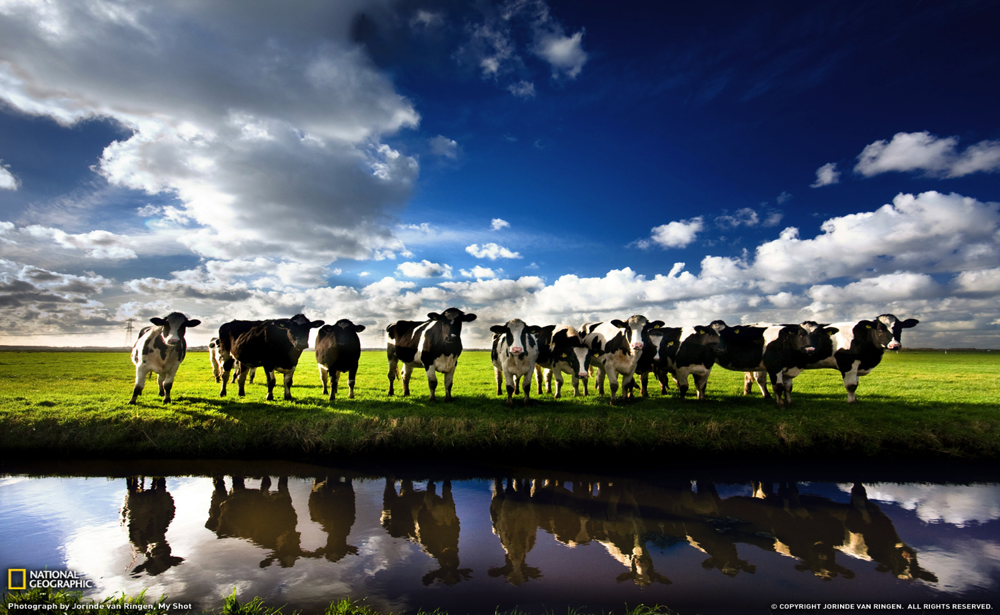 NATIONAL
GEOGRAPHIC
Photograph by Jorinde van Ringen, My Shot
© COPYRIGHT JORINDE VAN RINGEN. ALL RIGHTS RESERVED.